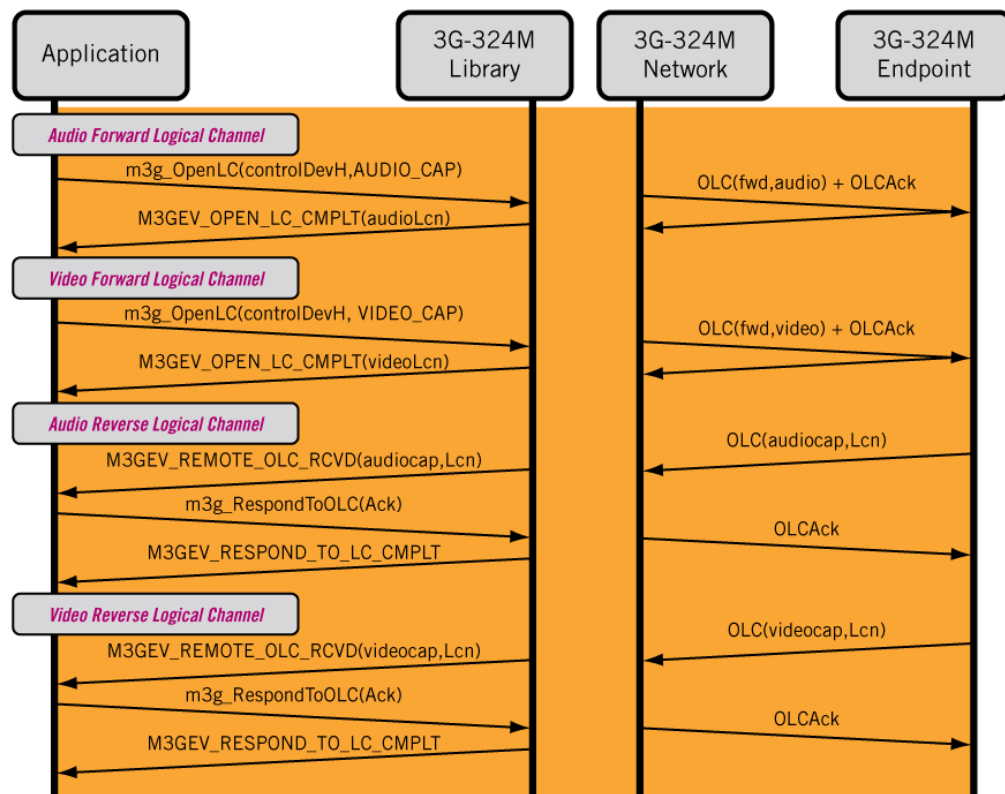 Application
3G-324M
Library
3G-324M
Network
3G-324M
Endpoint
Audio Forward Logical Channel
m3g_OpenLC(controlDevH,AUDIO_CAP)
OLC(fwd,audio) + OLCAck
M3GEV_OPEN_LC_CMPLT(audioLcn)
Video Forward Logical Channel
m3g_OpenLC(controlDevH, VIDEO_CAP)
OLC(fwd,video) + OLCAck
M3GEV_OPEN_LC_CMPLT(videoLcn)
Audio Reverse Logical Channel
OLC(audiocap,Lcn)
M3GEV_REMOTE_OLC_RCVD(audiocap,Lcn)
m3g_RespondToOLC(Ack)
OLCAck
M3GEV_RESPOND_TO_LC_CMPLT
Video Reverse Logical Channel
OLC(videocap,Lcn)
M3GEV_REMOTE_OLC_RCVD(videocap,Lcn)
m3g_RespondToOLC(Ack)
OLCAck
M3GEV_RESPOND_TO_LC_CMPLT